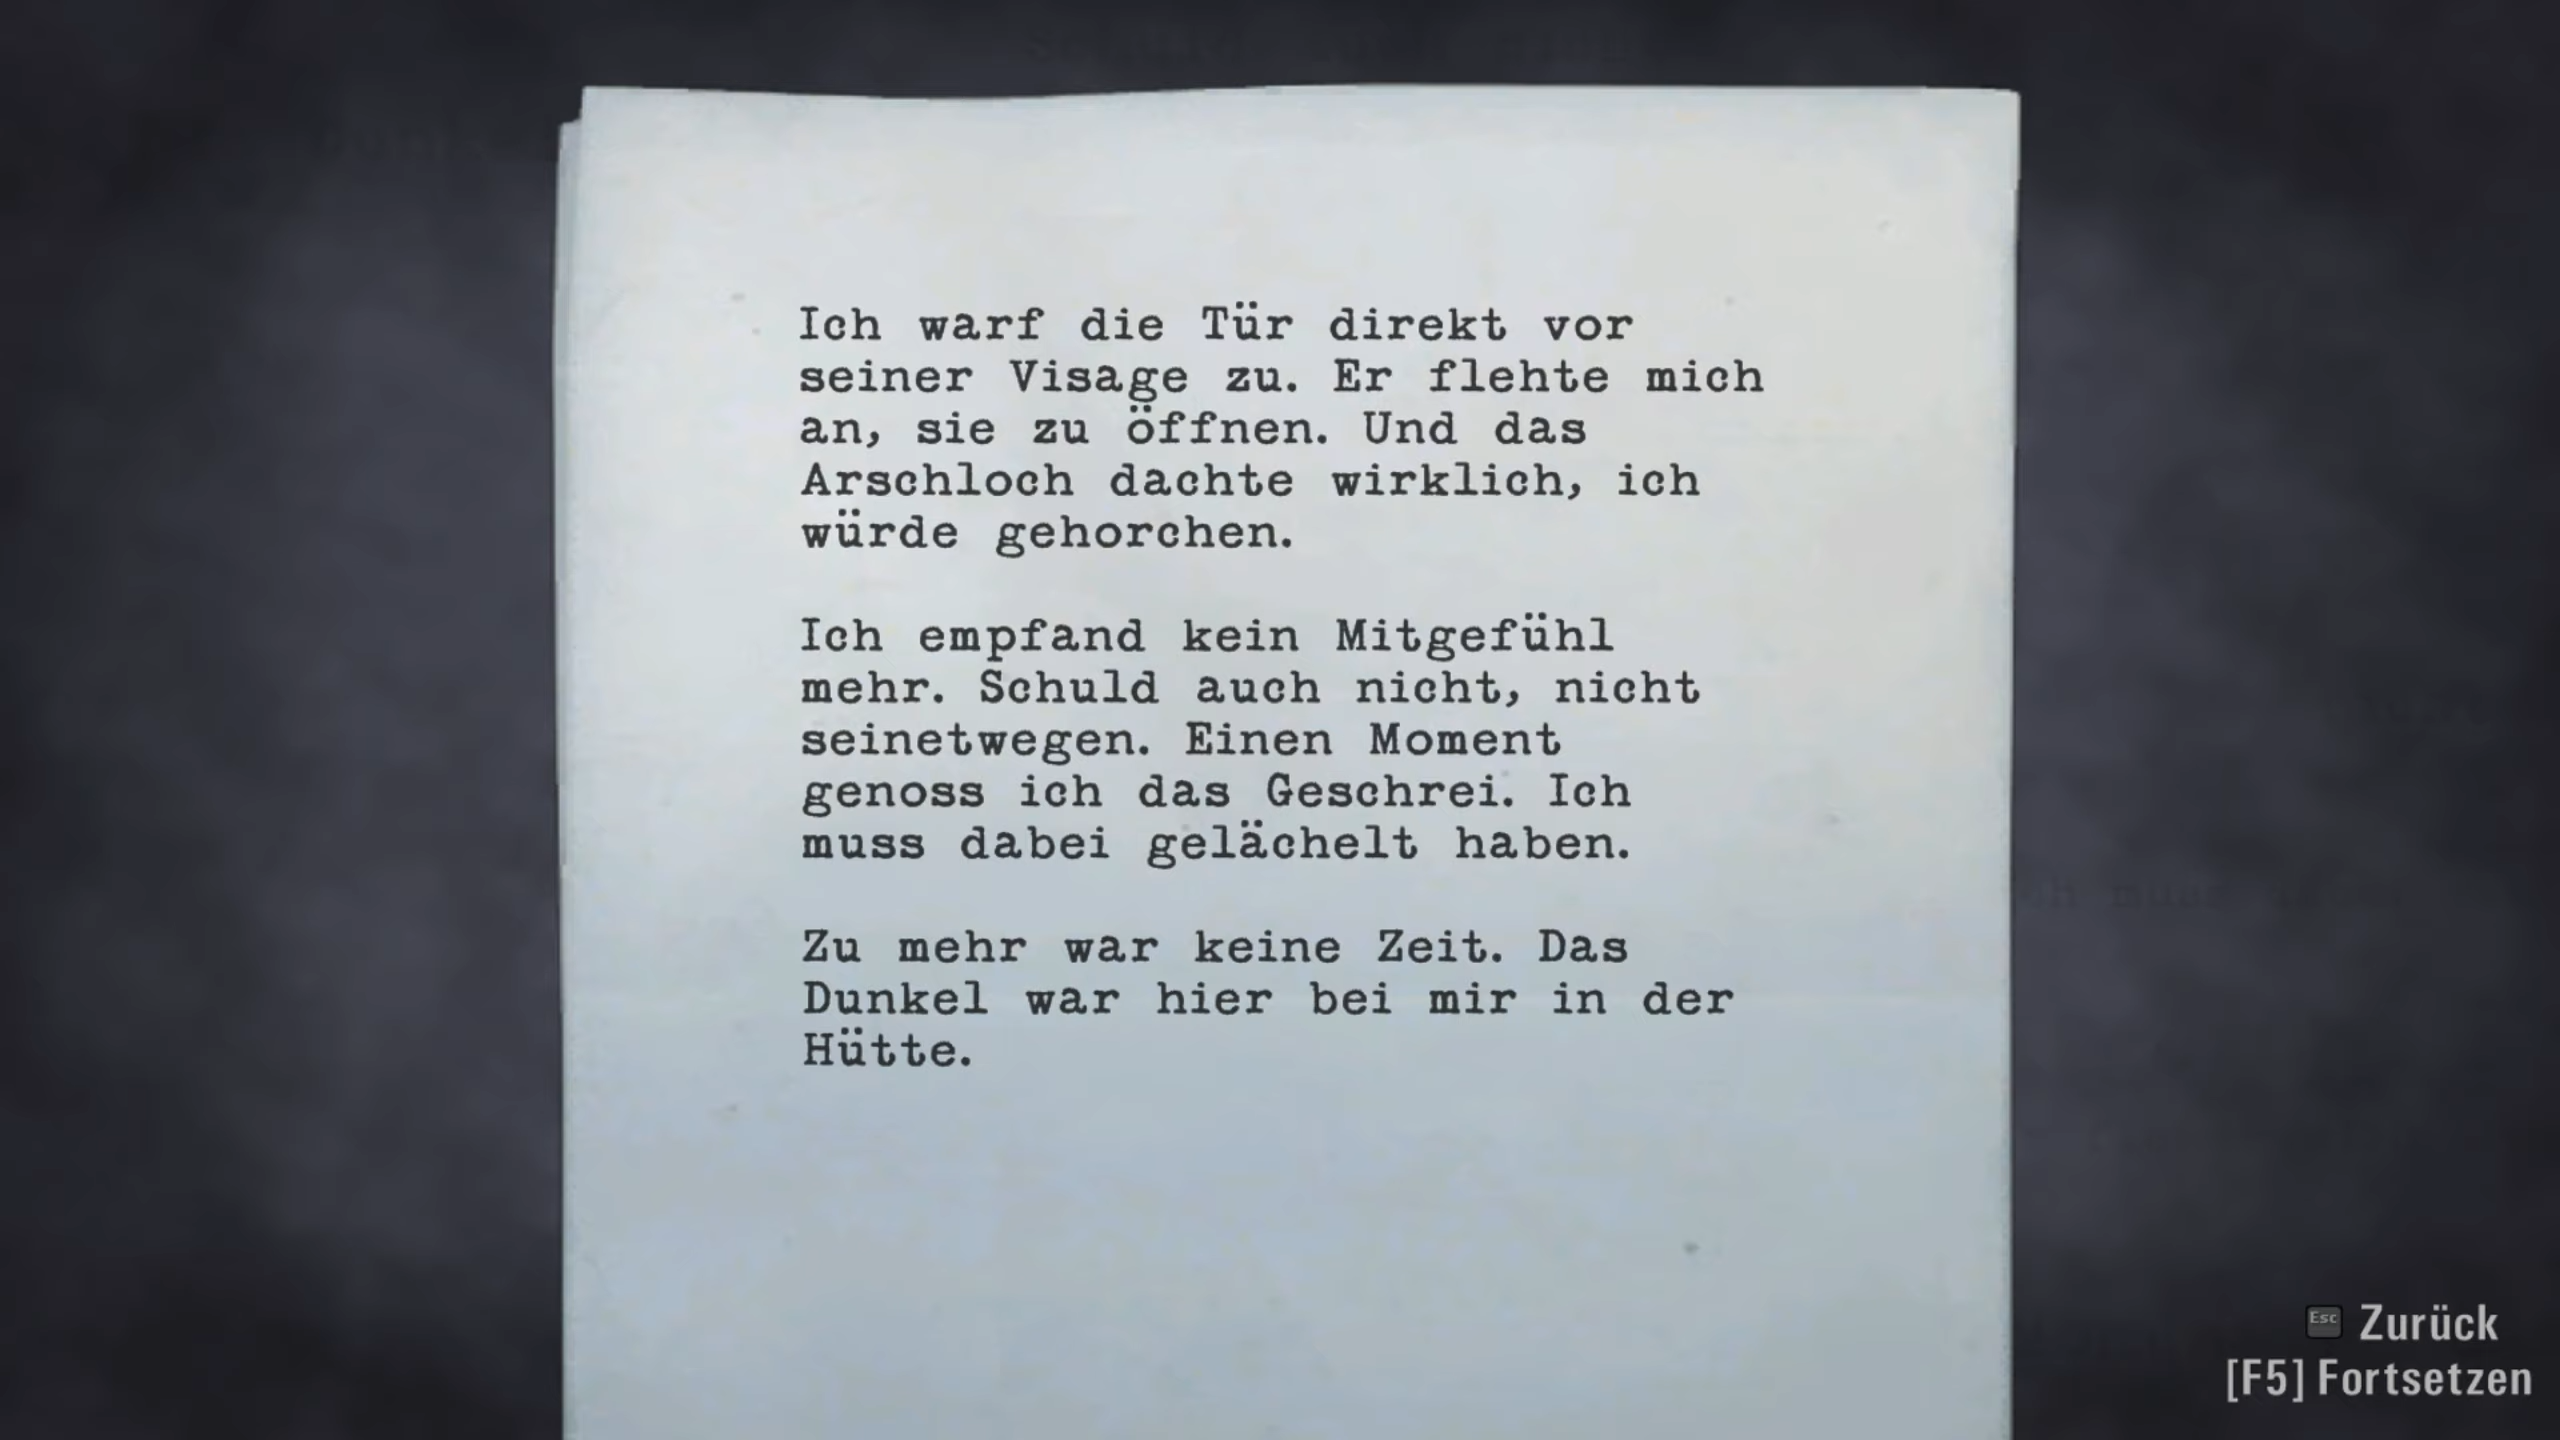 Ich warf die Tür direkt vor
seiner Visage zu. Er flehte mich
an, sie zu öffnen. Und das
Arschloch dachte wirklich, ich
würde gehorchen.
Ich empfand kein Mitgefühl
mehr. Schuld auch nicht, nicht
seinetwegen. Einen Moment
genoss ich das Geschrei. Ich
muss dabei gelächelt haben.
Zu mehr war keine Zeit. Das
Dunkel war hier bei mir in der
Hütte.
Esc Zurück
[F5] Fortsetzen